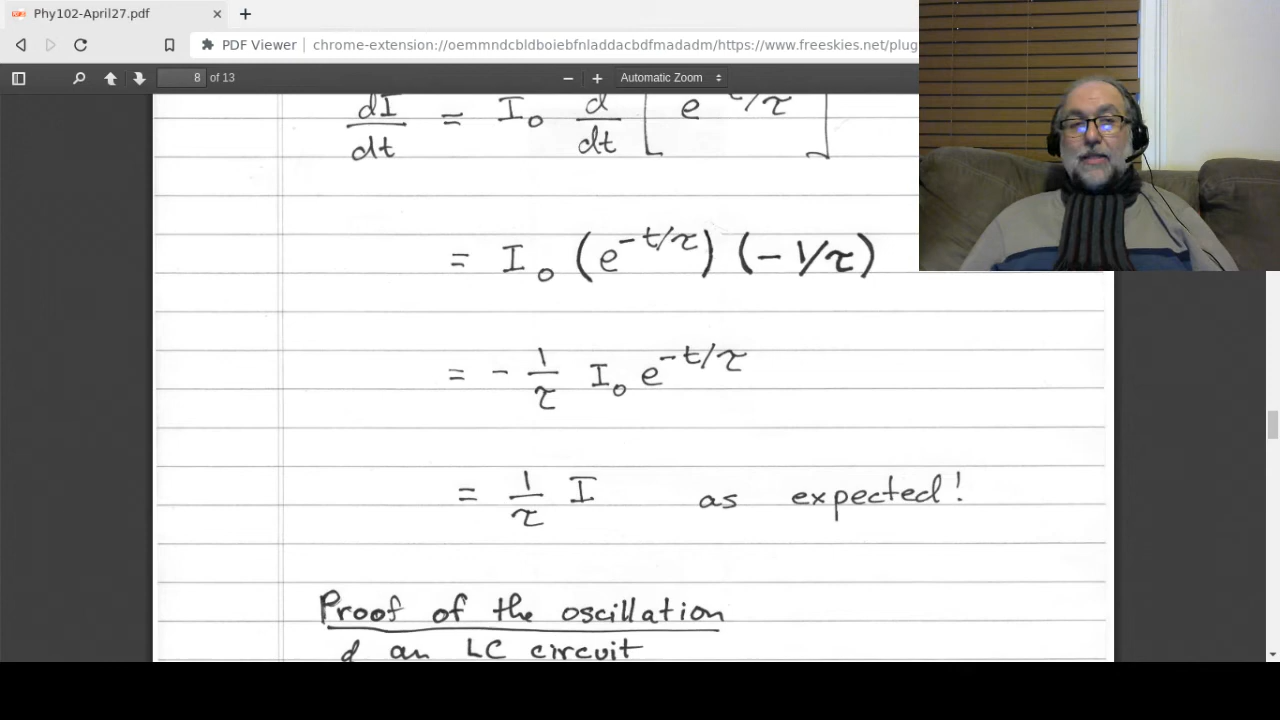 Phy102-April27.pdf
PDF Viewer chrome-extension://oemmndcbldboiebfnladdacbdfmadadm/https://www.freeskies.net/plug
8 of 13
Automatic Zoom
dI/dt = I₀ d/dt [e^(-t/τ)]
= I₀ (e^(-t/τ)) (-1/τ)
= - 1/τ I₀ e^(-t/τ)
= 1/τ I as expected!
Proof of the oscillation
of an LC circuit